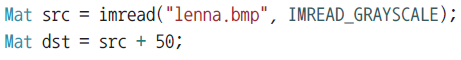 Mat src = imread("lenna.bmp", IMREAD_GRAYSCALE);
Mat dst = src + 50;